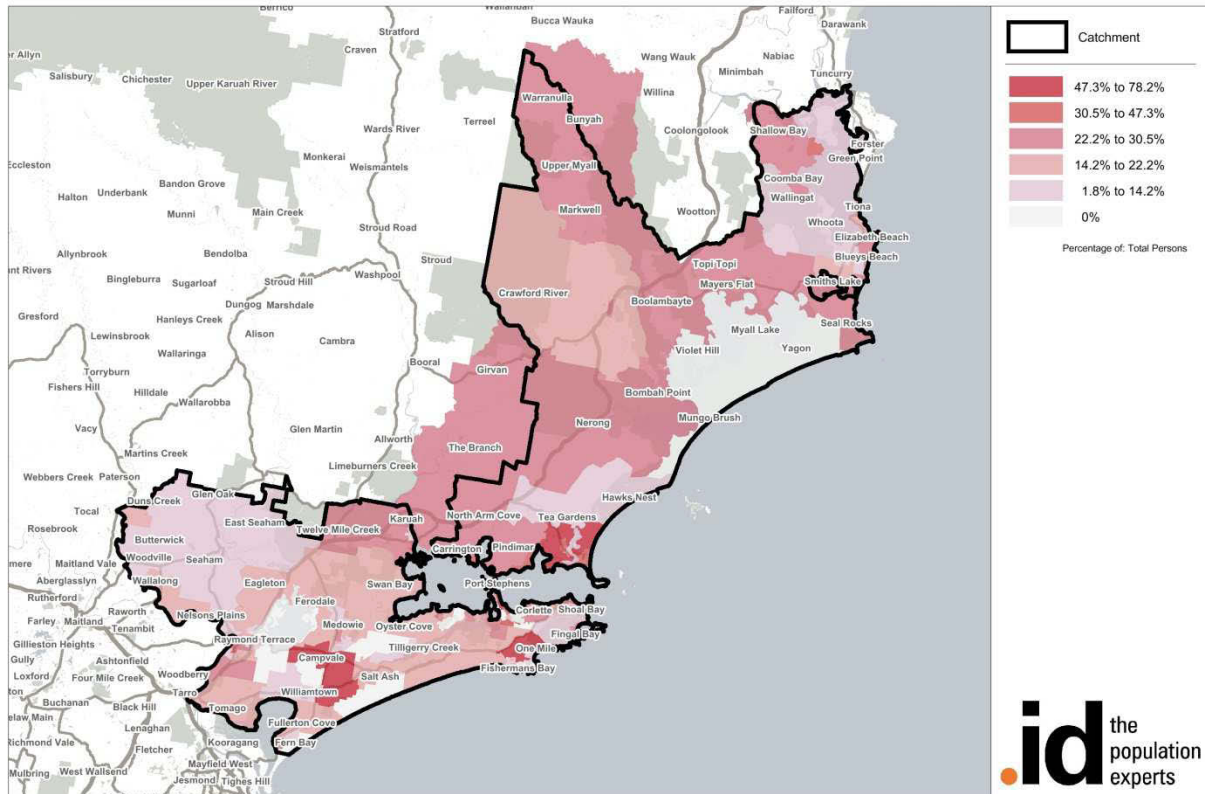 Berrico
Wallanbah
Failford
Bucca Wauka
Darawank
Stratford
Craven
Wang Wauk
Nabiac
or Allyn
Salisbury
Chichester
Upper Karuah River
Minimbah
Tuncurry
Willina
Warranulla
Bunyah
Terreel
Wards River
Coolongolook
Shallow Bay
Forster
Green Point
Monkerai
Weismantels
Eccleston
Upper Myall
Coomba Bay
Underbank
Bandon Grove
Halton
Wallingat
Tiona
Munni
Main Creek
Markwell
Wootton
Whoota
Stroud Road
Elizabeth Beach
Allynbrook
Bendolba
Stroud
Blueys Beach
Topi Topi
Washpool
Bingleburra
Sugarloaf
Stroud Hill
Mayers Flat
Smiths Lake
Crawford River
Boolambayte
Dungog
Marshdale
Gresford
Hanleys Creek
Seal Rocks
Lewinsbrook
Alison
Myall Lake
Cambra
Violet Hill
Yagon
Wallaringa
Booral
Torryburn
Girvan
Fishers Hill
Hilldale
Bombah Point
Wallarobba
Mungo Brush
Nerong
Vacy
Glen Martin
Allworth
The Branch
Martins Creek
Limeburners Creek
Webbers Creek
Paterson
Glen Oak
Hawks Nest
Duns Creek
Tocal
North Arm Cove
Tea Gardens
Karuah
East Seaham
Rosebrook
Twelve Mile Creek
Butterwick
Carrington
Pindimar
Woodville
Seaham
mere
Maitland Vale
Aberglasslyn
Wallalong
Eagleton
Swan Bay
Port Stephens
Rutherford
Ferodale
Raworth
Corlette
Shoal Bay
Farley
Maitland
Nelsons Plains
Medowie
Oyster Cove
Tenambit
Fingal Bay
Gillieston Heights
Raymond Terrace
Tilligerry Creek
One Mile
Gully
Ashtonfield
Campvale
Fishermans Bay
Loxford
Woodberry
Salt Ash
Four Mile Creek
Williamtown
Buchanan
Tarro
Black Hill
Tomago
elaw Main
Fullerton Cove
Lenaghan
Kooragang
Fern Bay
Richmond Vale
Fletcher
Mayfield West
Mulbring
West Wallsend
Jesmond
Tighes Hill
Catchment
47.3% to 78.2%
30.5% to 47.3%
22.2% to 30.5%
14.2% to 22.2%
1.8% to 14.2%
0%
Percentage of: Total Persons
.id the
population
experts